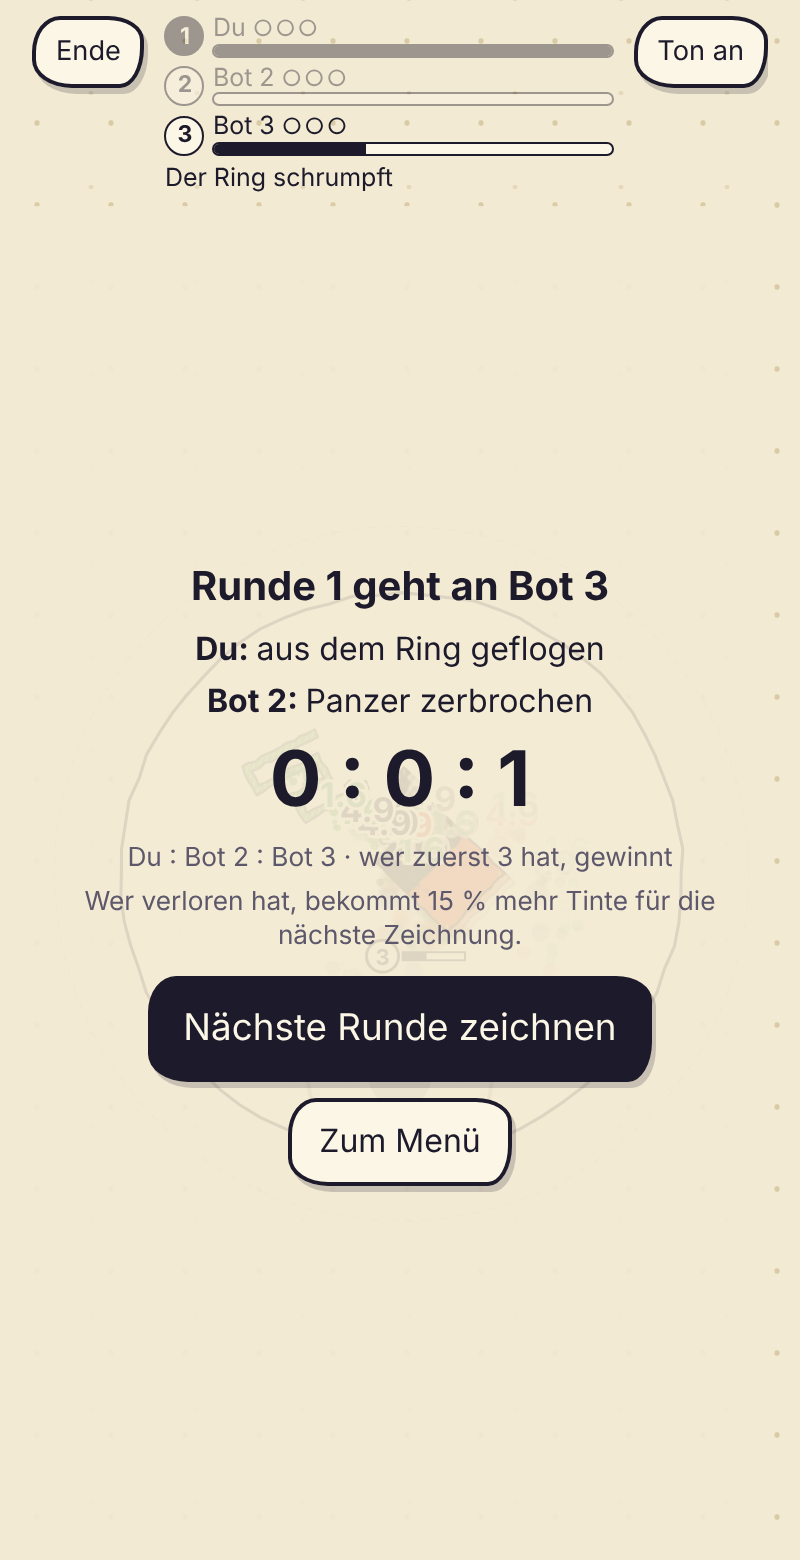 Ende
1 Du
2 Bot 2
3 Bot 3
Ton an
Der Ring schrumpft
Runde 1 geht an Bot 3
Du: aus dem Ring geflogen
Bot 2: Panzer zerbrochen
0 : 0 : 1
Du : Bot 2 : Bot 3 · wer zuerst 3 hat, gewinnt
Wer verloren hat, bekommt 15 % mehr Tinte für die
nächste Zeichnung.
3
Nächste Runde zeichnen
Zum Menü